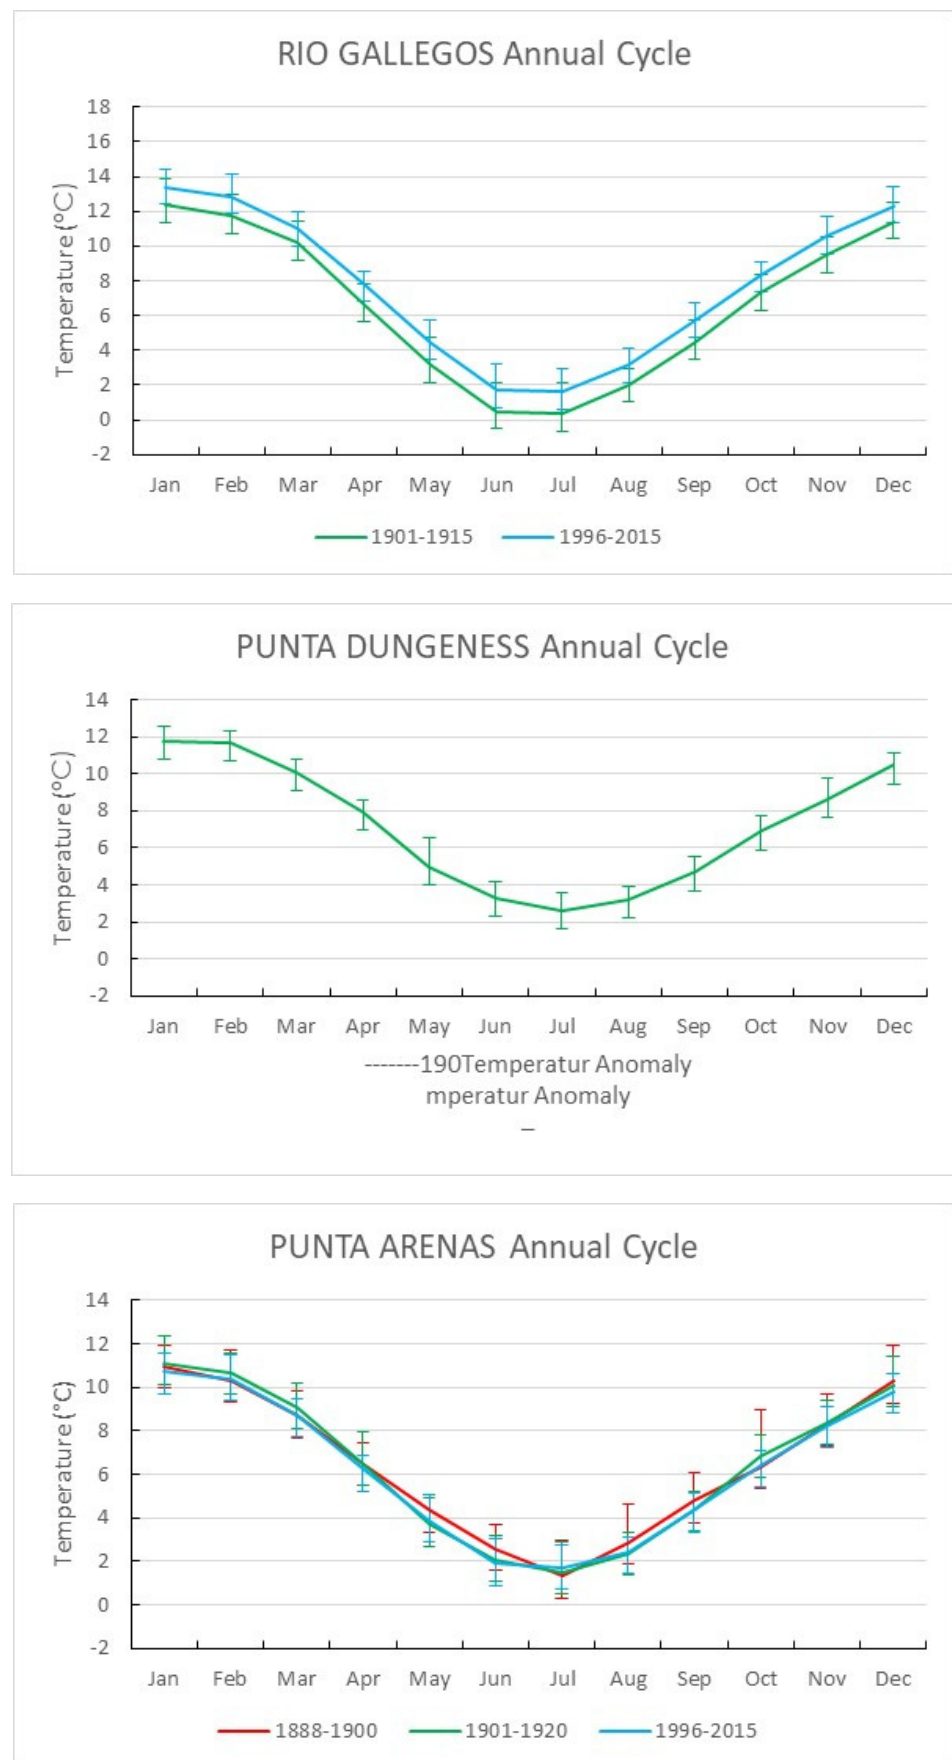 RIO GALLEGOS Annual Cycle
Temperature (°C)
18
16
14
12
10
8
6
4
2
0
-2
Jan Feb Mar Apr May Jun Jul Aug Sep Oct Nov Dec
1901-1915 1996-2015
PUNTA DUNGENESS Annual Cycle
Temperature (°C)
14
12
10
8
6
4
2
0
-2
Jan Feb Mar Apr May Jun Jul Aug Sep Oct Nov Dec
-------190Temperatur Anomaly
mperatur Anomaly
–
PUNTA ARENAS Annual Cycle
Temperature (°C)
14
12
10
8
6
4
2
0
-2
Jan Feb Mar Apr May Jun Jul Aug Sep Oct Nov Dec
1888-1900 1901-1920 1996-2015